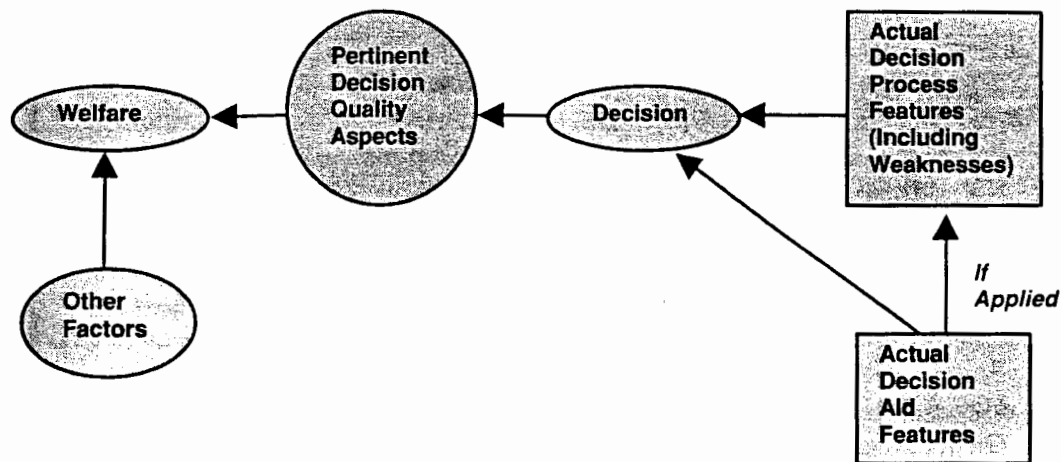 Welfare
Pertinent
Decision
Quality
Aspects
Decision
Actual
Decision
Process
Features
(Including
Weaknesses)
Other
Factors
If
Applied
Actual
Decision
Aid
Features